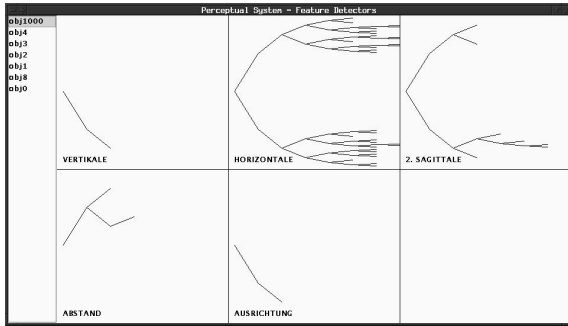 Perceptual System - Feature Detectors
obj1000
obj4
obj3
obj2
obj1
obj8
obj0
VERTIKALE
HORIZONTALE
2. SAGITTALE
ABSTAND
AUSRICHTUNG